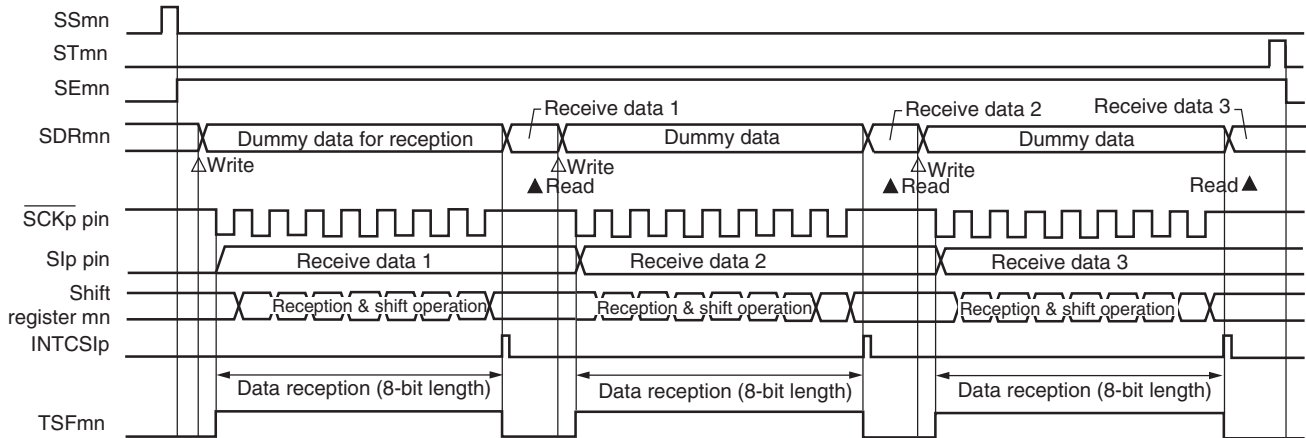 SSmn
STmn
SEmn
Receive data 1
Receive data 2
Receive data 3
SDRmn
Dummy data for reception
Dummy data
Dummy data
△Write
△Write
△Write
▲Read
▲Read
Read▲
SCKp pin
SIp pin
Receive data 1
Receive data 2
Receive data 3
Shift
register mn
Reception & shift operation
Reception & shift operation
Reception & shift operation
INTCSIp
Data reception (8-bit length)
Data reception (8-bit length)
Data reception (8-bit length)
TSFmn